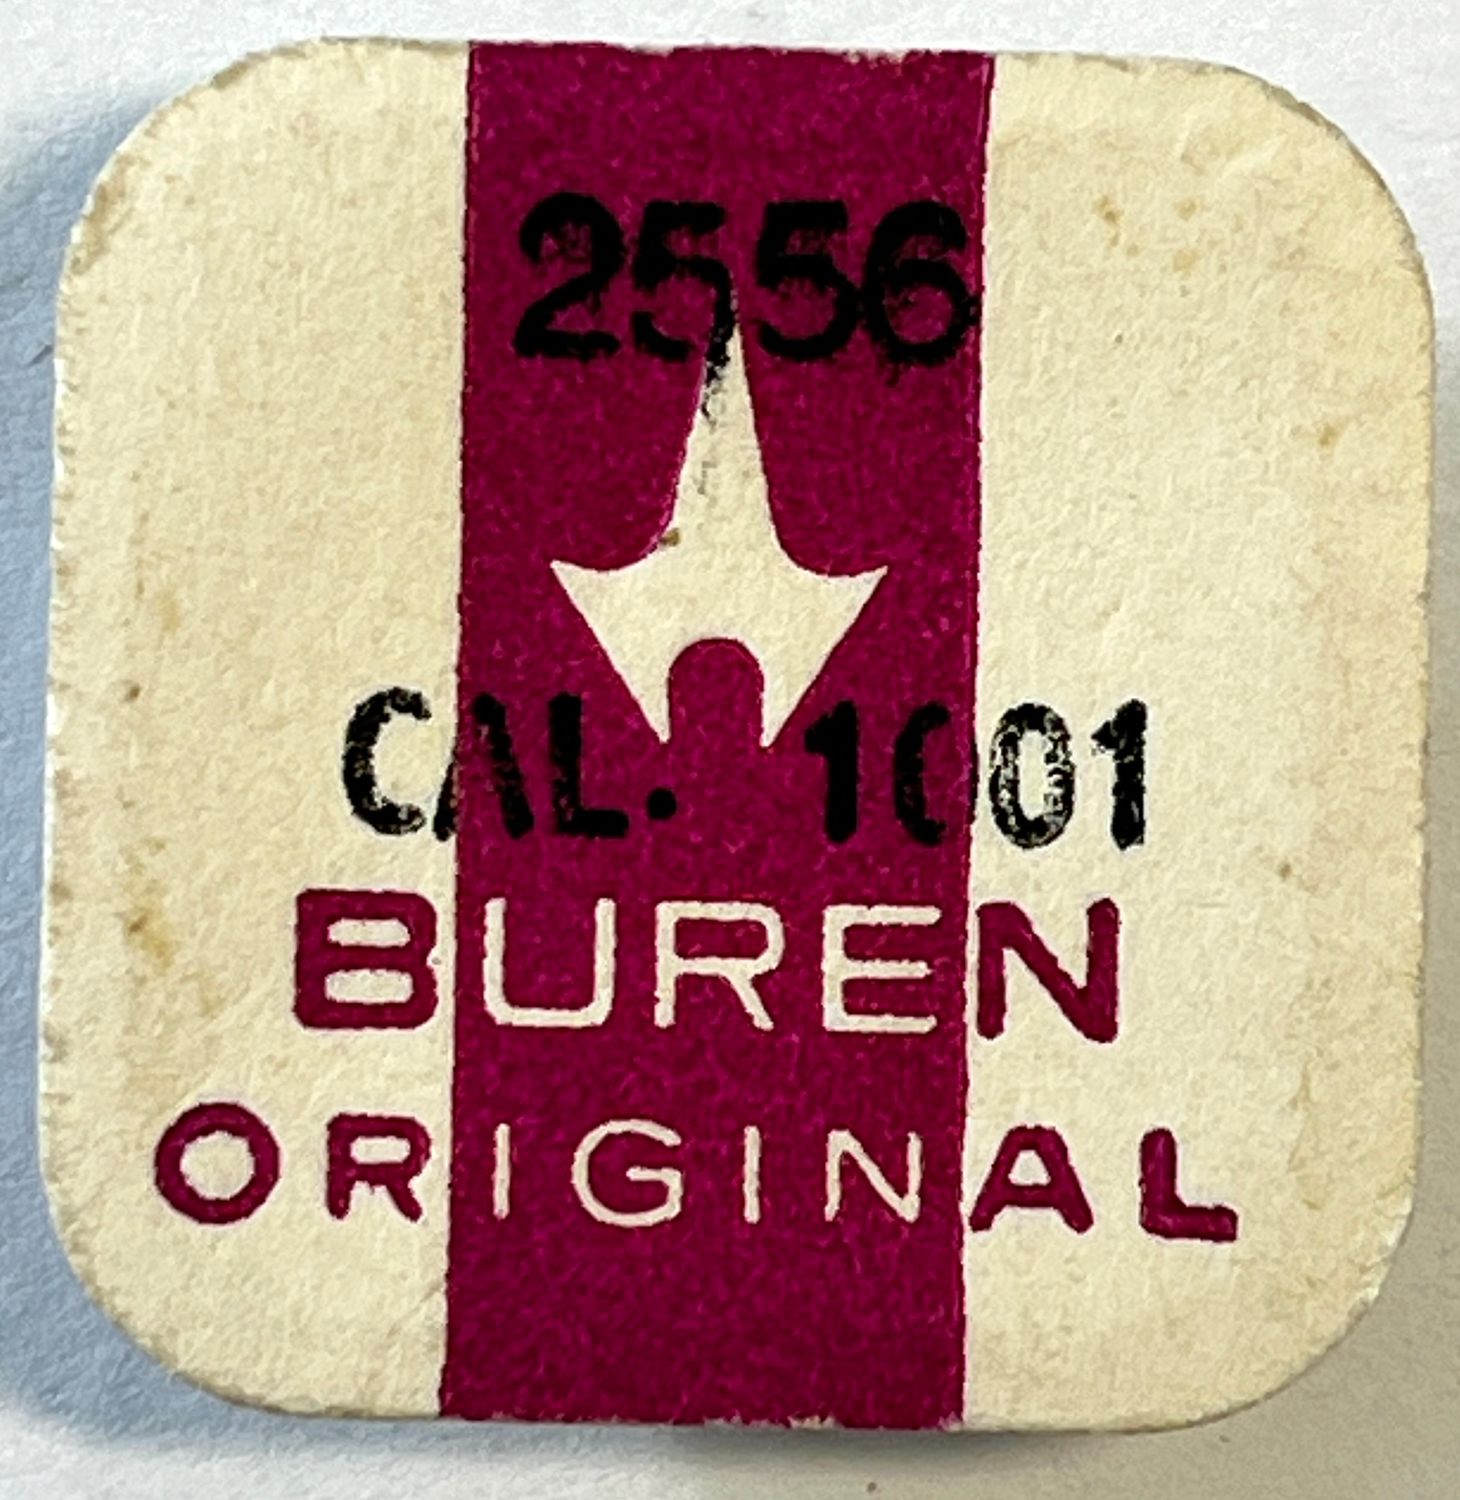 2556
CAL. 1001
BUREN
ORIGINAL